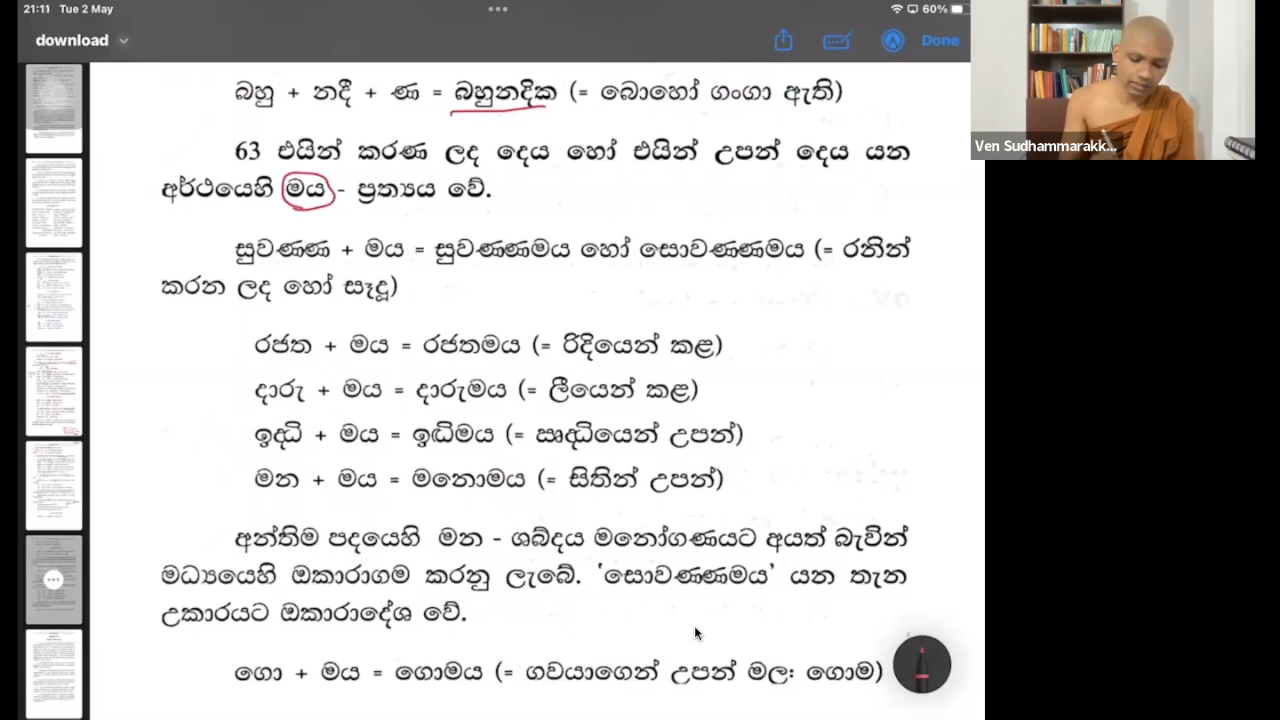 21:11 Tue 2 May
60%
download
Done
Ven Sudhammarakk...
බහු + නදී + ණ = බහුනදික (= බොහෝ ගංගා ඇති)
63 එයින් කරණ ලද දෙය හෝ එයින් උපන් දෙය යන
අර්ථයෙහි මය - ප්‍රත්‍යය වේ.
සුවණ්ණ + මය = සුවණ්ණමය හෝ සොවණ්ණමය (= රනින්
කරන ලද හෝ සෑදූ)
රජත + මය = රජතමය (= රිදියෙන් කළ)
දාරු + මය = දාරුමය (= ලීයෙන් කළ)
ඉද්ධි + මය = ඉද්ධිමය (= ඍද්ධියෙන් උපන්)
මන + මය = මනොමය (= සිතින් උපන්)
අන්තිම පදයෙහි මන - ශබ්දය මනෝගණයට අයත් බැවින්
මධ්‍යයෙහි ඔකාරාගම කරනු ලැබේ. 'සොවණ්ණමය' යන තැන
උකාරයට ඔකාරාදේශ වේ.
ගො + මය = ගොමය (= ගවයාගෙන් උපන් මල: ගොම)